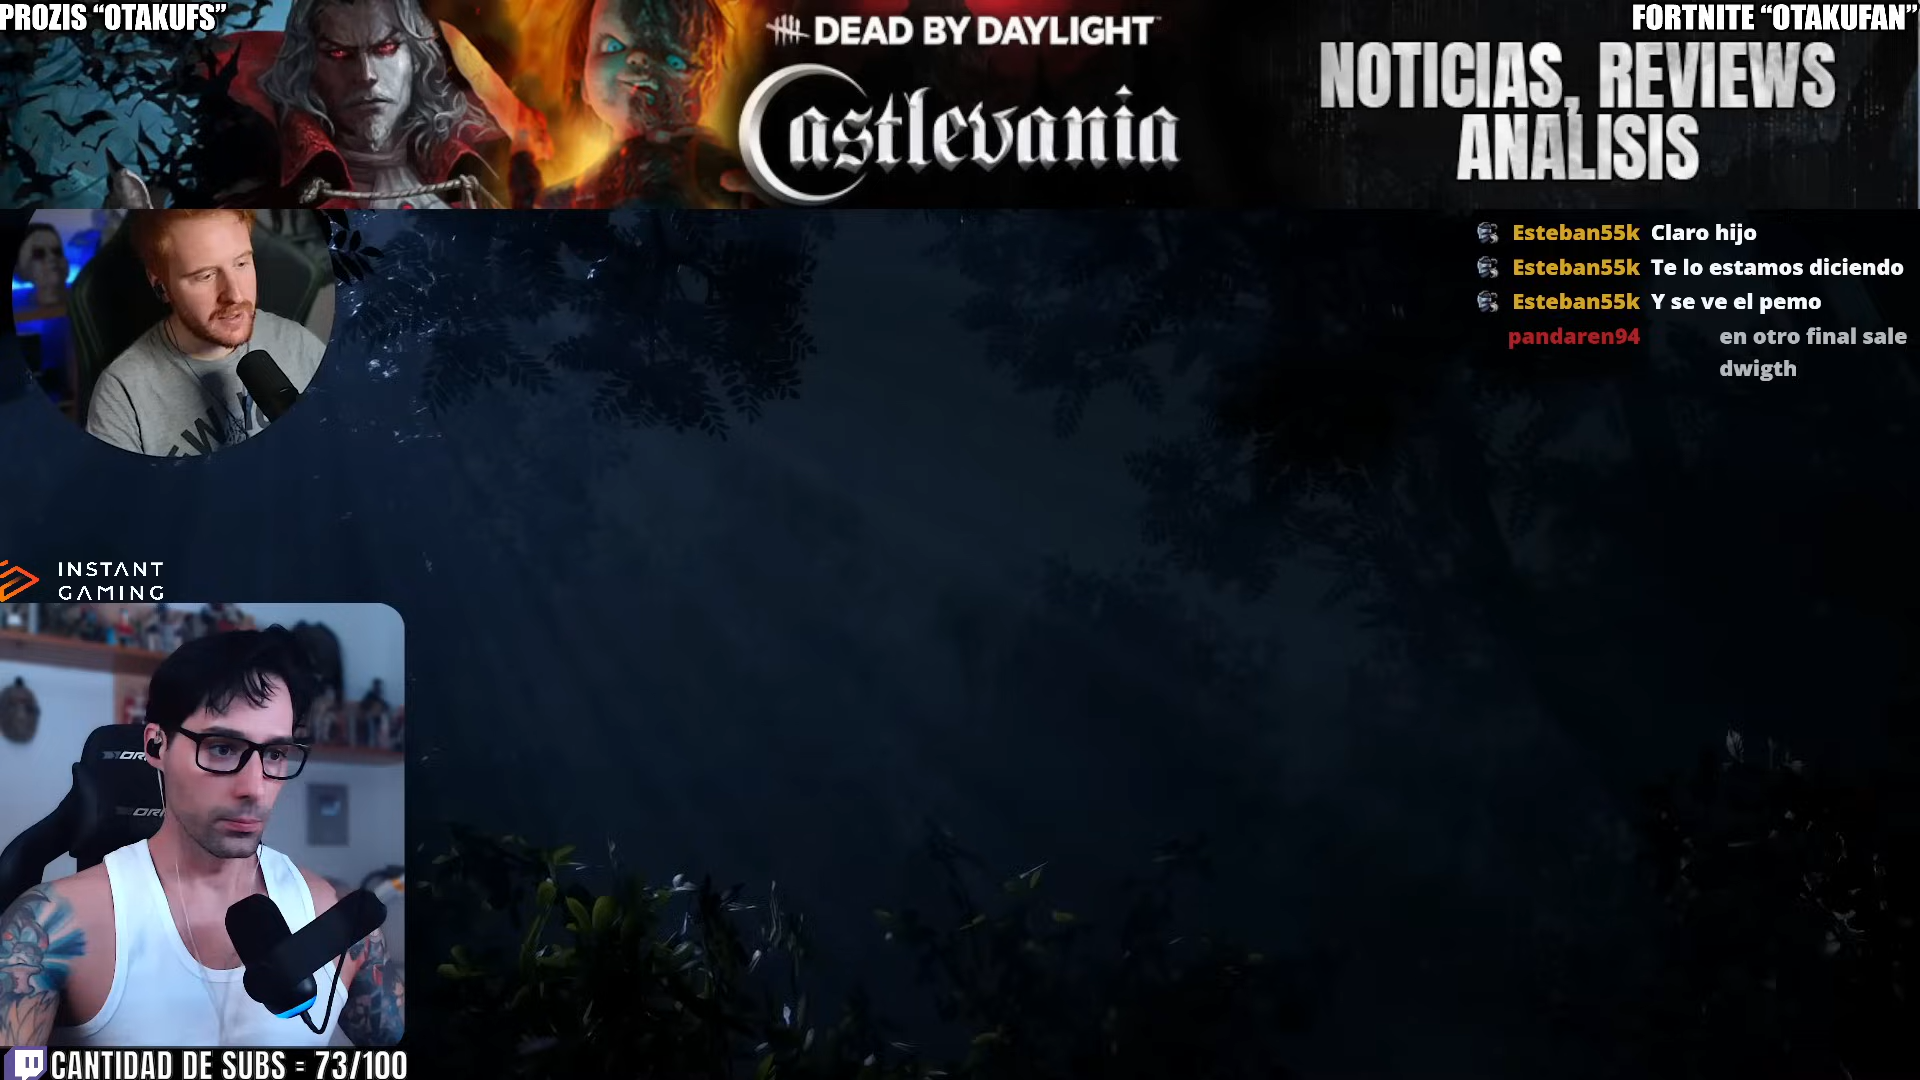 PROZIS “OTAKUFS”
FORTNITE “OTAKUFAN”
DEAD BY DAYLIGHT
Castlevania
NOTICIAS, REVIEWS
ANALISIS
Esteban55k Claro hijo
Esteban55k Te lo estamos diciendo
Esteban55k Y se ve el pemo
pandaren94 en otro final sale
dwigth
INSTANT
GAMING
CANTIDAD DE SUBS = 73/100